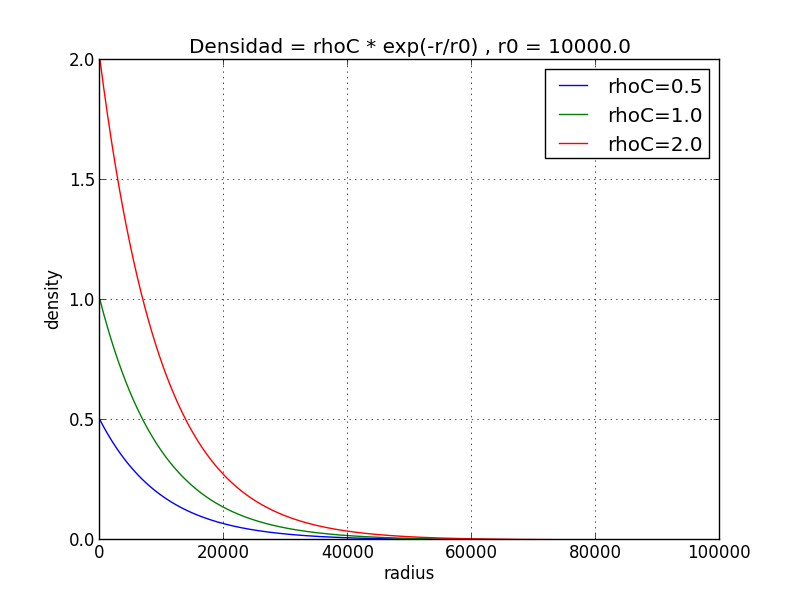 Densidad = rhoC * exp(-r/r0) , r0 = 10000.0
rhoC=0.5
rhoC=1.0
rhoC=2.0
2.0
1.5
1.0
0.5
0.0
density
0 20000 40000 60000 80000 100000
radius